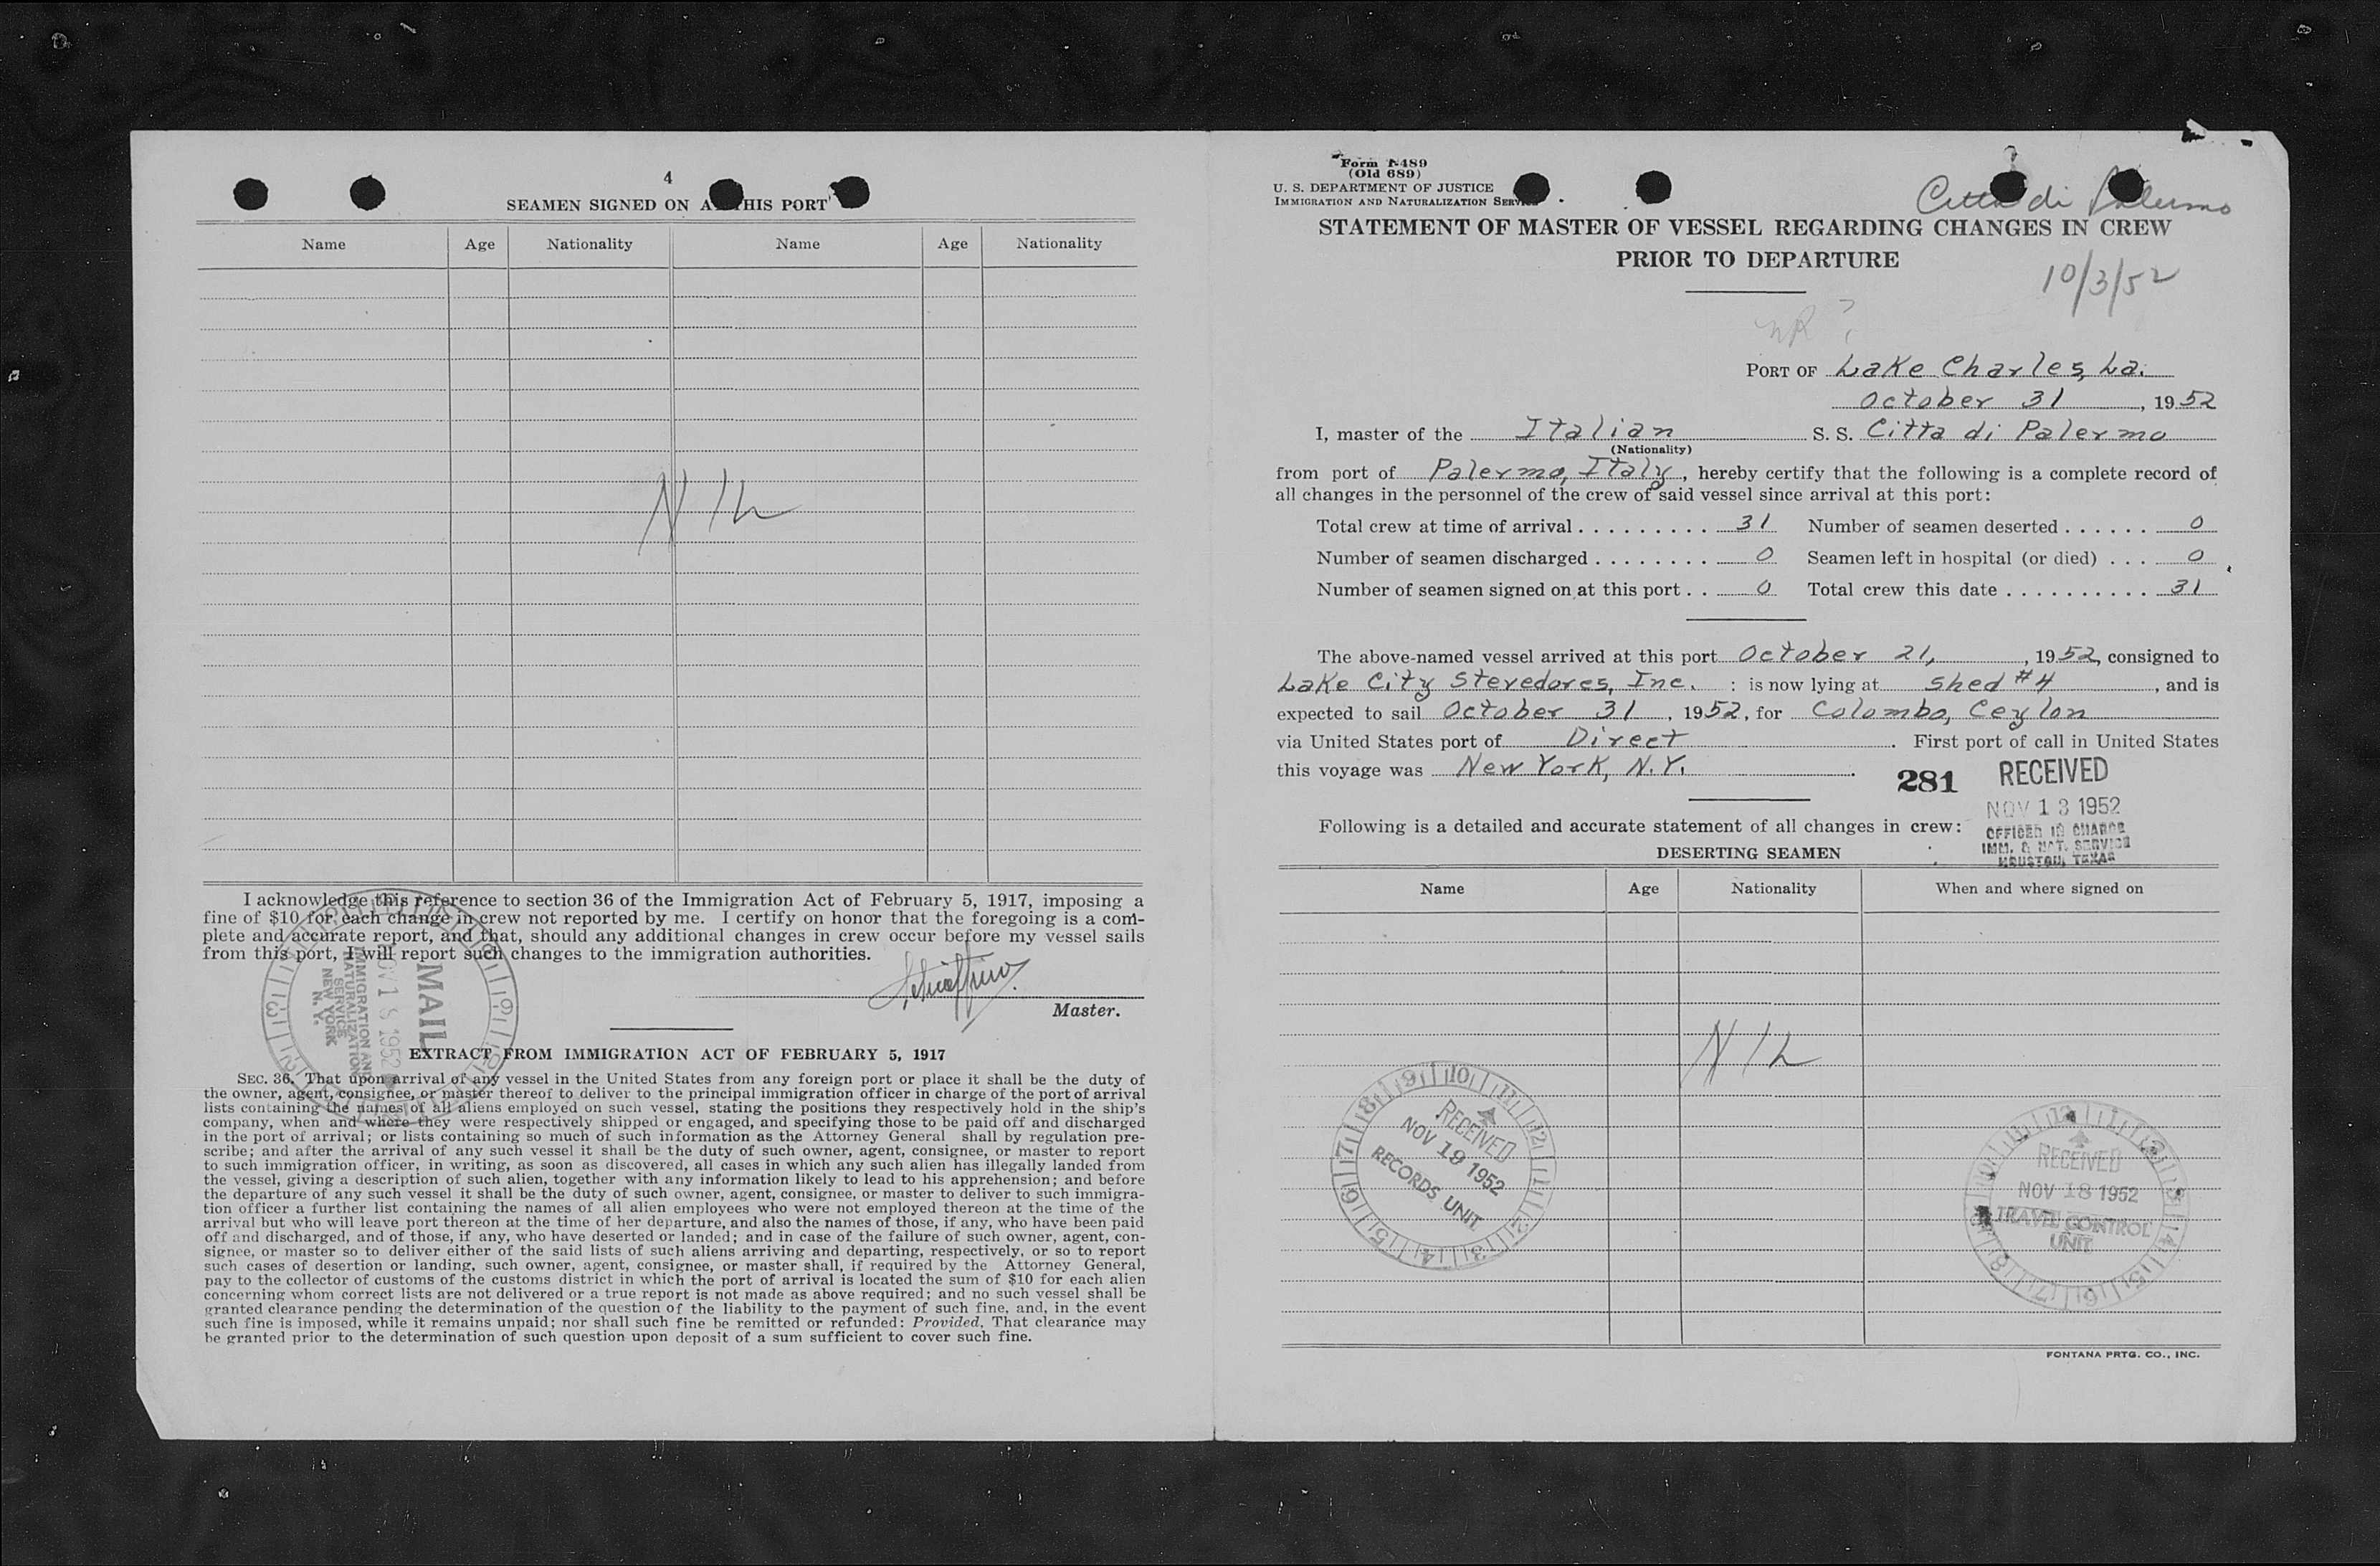 4
SEAMEN SIGNED ON AT THIS PORT
Name Age Nationality Name Age Nationality
Nil
I acknowledge this reference to section 36 of the Immigration Act of February 5, 1917, imposing a
fine of $10 for each change in crew not reported by me. I certify on honor that the foregoing is a com-
plete and accurate report, and that, should any additional changes in crew occur before my vessel sails
from this port, I will report such changes to the immigration authorities.
Master.
MAIL
NOV 1 1952
IMMIGRATION AND
NATURALIZATION
SERVICE
NEW YORK
N. Y.
EXTRACT FROM IMMIGRATION ACT OF FEBRUARY 5, 1917
SEC. 36. That upon arrival of any vessel in the United States from any foreign port or place it shall be the duty of
the owner, agent, consignee, or master thereof to deliver to the principal immigration officer in charge of the port of arrival
lists containing the names of all aliens employed on such vessel, stating the positions they respectively hold in the ship's
company, when and where they were respectively shipped or engaged, and specifying those to be paid off and discharged
in the port of arrival; or lists containing so much of such information as the Attorney General shall by regulation pre-
scribe; and after the arrival of any such vessel it shall be the duty of such owner, agent, consignee, or master to report
to such immigration officer, in writing, as soon as discovered, all cases in which any such alien has illegally landed from
the vessel, giving a description of such alien, together with any information likely to lead to his apprehension; and before
the departure of any such vessel it shall be the duty of such owner, agent, consignee, or master to deliver to such immigra-
tion officer a further list containing the names of all alien employees who were not employed thereon at the time of the
arrival but who will leave port thereon at the time of her departure, and also the names of those, if any, who have been paid
off and discharged, and of those, if any, who have deserted or landed; and in case of the failure of such owner, agent, con-
signee, or master so to deliver either of the said lists of such aliens arriving and departing, respectively, or so to report
such cases of desertion or landing, such owner, agent, consignee, or master shall, if required by the Attorney General,
pay to the collector of customs of the customs district in which the port of arrival is located the sum of $10 for each alien
concerning whom correct lists are not delivered or a true report is not made as above required; and no such vessel shall be
granted clearance pending the determination of the question of the liability to the payment of such fine, and, in the event
such fine is imposed, while it remains unpaid; nor shall such fine be remitted or refunded: Provided, That clearance may
be granted prior to the determination of such question upon deposit of a sum sufficient to cover such fine.
Form I-489
(Old 689)
U. S. DEPARTMENT OF JUSTICE
IMMIGRATION AND NATURALIZATION SERVICE
Citta di Palermo
STATEMENT OF MASTER OF VESSEL REGARDING CHANGES IN CREW
PRIOR TO DEPARTURE
10/3/52
NR ?
PORT OF Lake Charles, La.
October 31, 1952
I, master of the Italian S. S. Citta di Palermo
(Nationality)
from port of Palermo, Italy, hereby certify that the following is a complete record of
all changes in the personnel of the crew of said vessel since arrival at this port:
Total crew at time of arrival 31 Number of seamen deserted 0
Number of seamen discharged 0 Seamen left in hospital (or died) 0
Number of seamen signed on at this port 0 Total crew this date 31
The above-named vessel arrived at this port October 21, 1952, consigned to
Lake City Stevedores, Inc. : is now lying at shed #4, and is
expected to sail October 31, 1952, for Colombo, Ceylon
via United States port of Direct. First port of call in United States
this voyage was New York, N.Y.
281 RECEIVED
NOV 13 1952
OFFICER IN CHARGE
IMM. & NAT. SERVICE
HOUSTON, TEXAS
Following is a detailed and accurate statement of all changes in crew:
DESERTING SEAMEN
Name Age Nationality When and where signed on
Nil
RECEIVED
NOV 19 1952
RECORDS UNIT
RECEIVED
NOV 18 1952
TRAVEL CONTROL
UNIT
FONTANA PRTG. CO., INC.